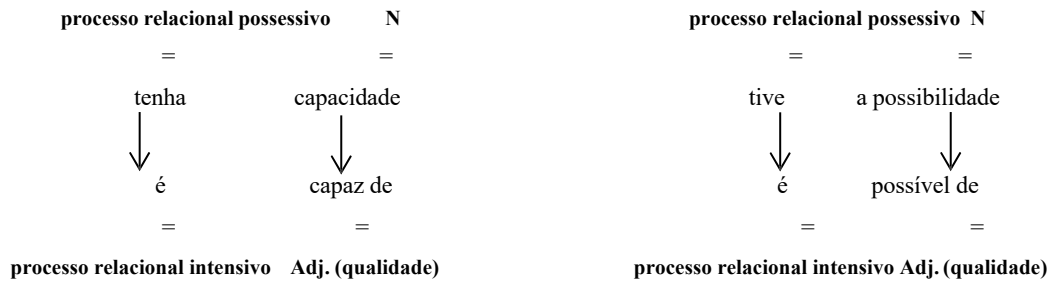 processo relacional possessivo N processo relacional possessivo N
= = = =
tenha capacidade tive a possibilidade
é capaz de é possível de
= = = =
processo relacional intensivo Adj. (qualidade) processo relacional intensivo Adj. (qualidade)